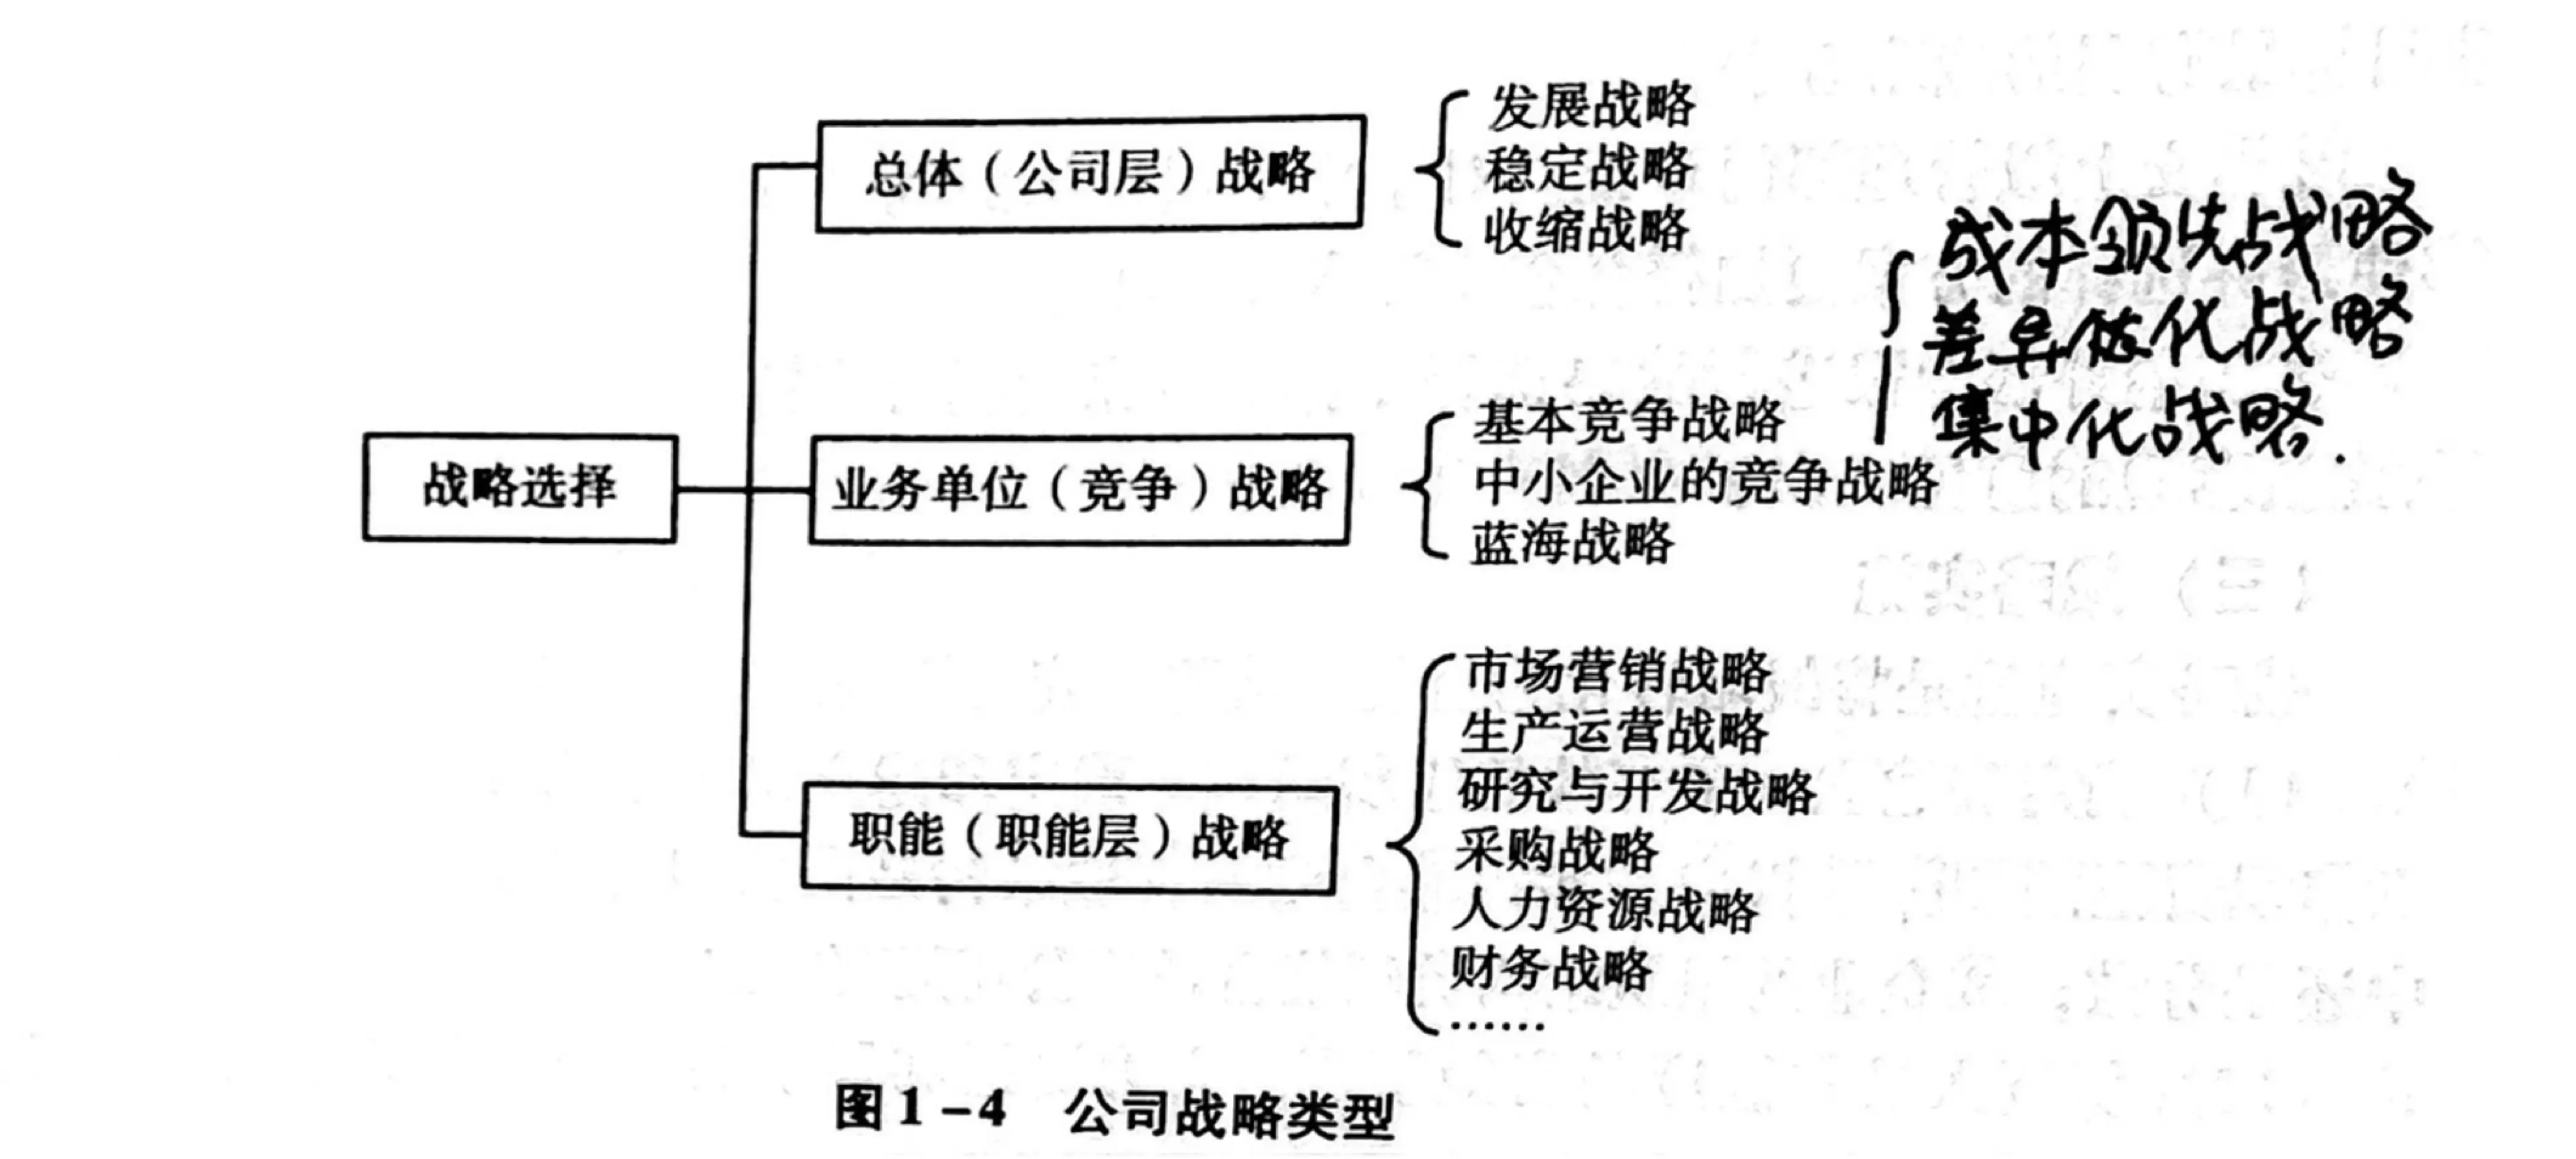 发展战略
总体（公司层）战略
稳定战略
收缩战略
成本领先战略
差异化战略
集中化战略.
战略选择
业务单位（竞争）战略
基本竞争战略
中小企业的竞争战略
蓝海战略
职能（职能层）战略
市场营销战略
生产运营战略
研究与开发战略
采购战略
人力资源战略
财务战略
……
图1-4 公司战略类型